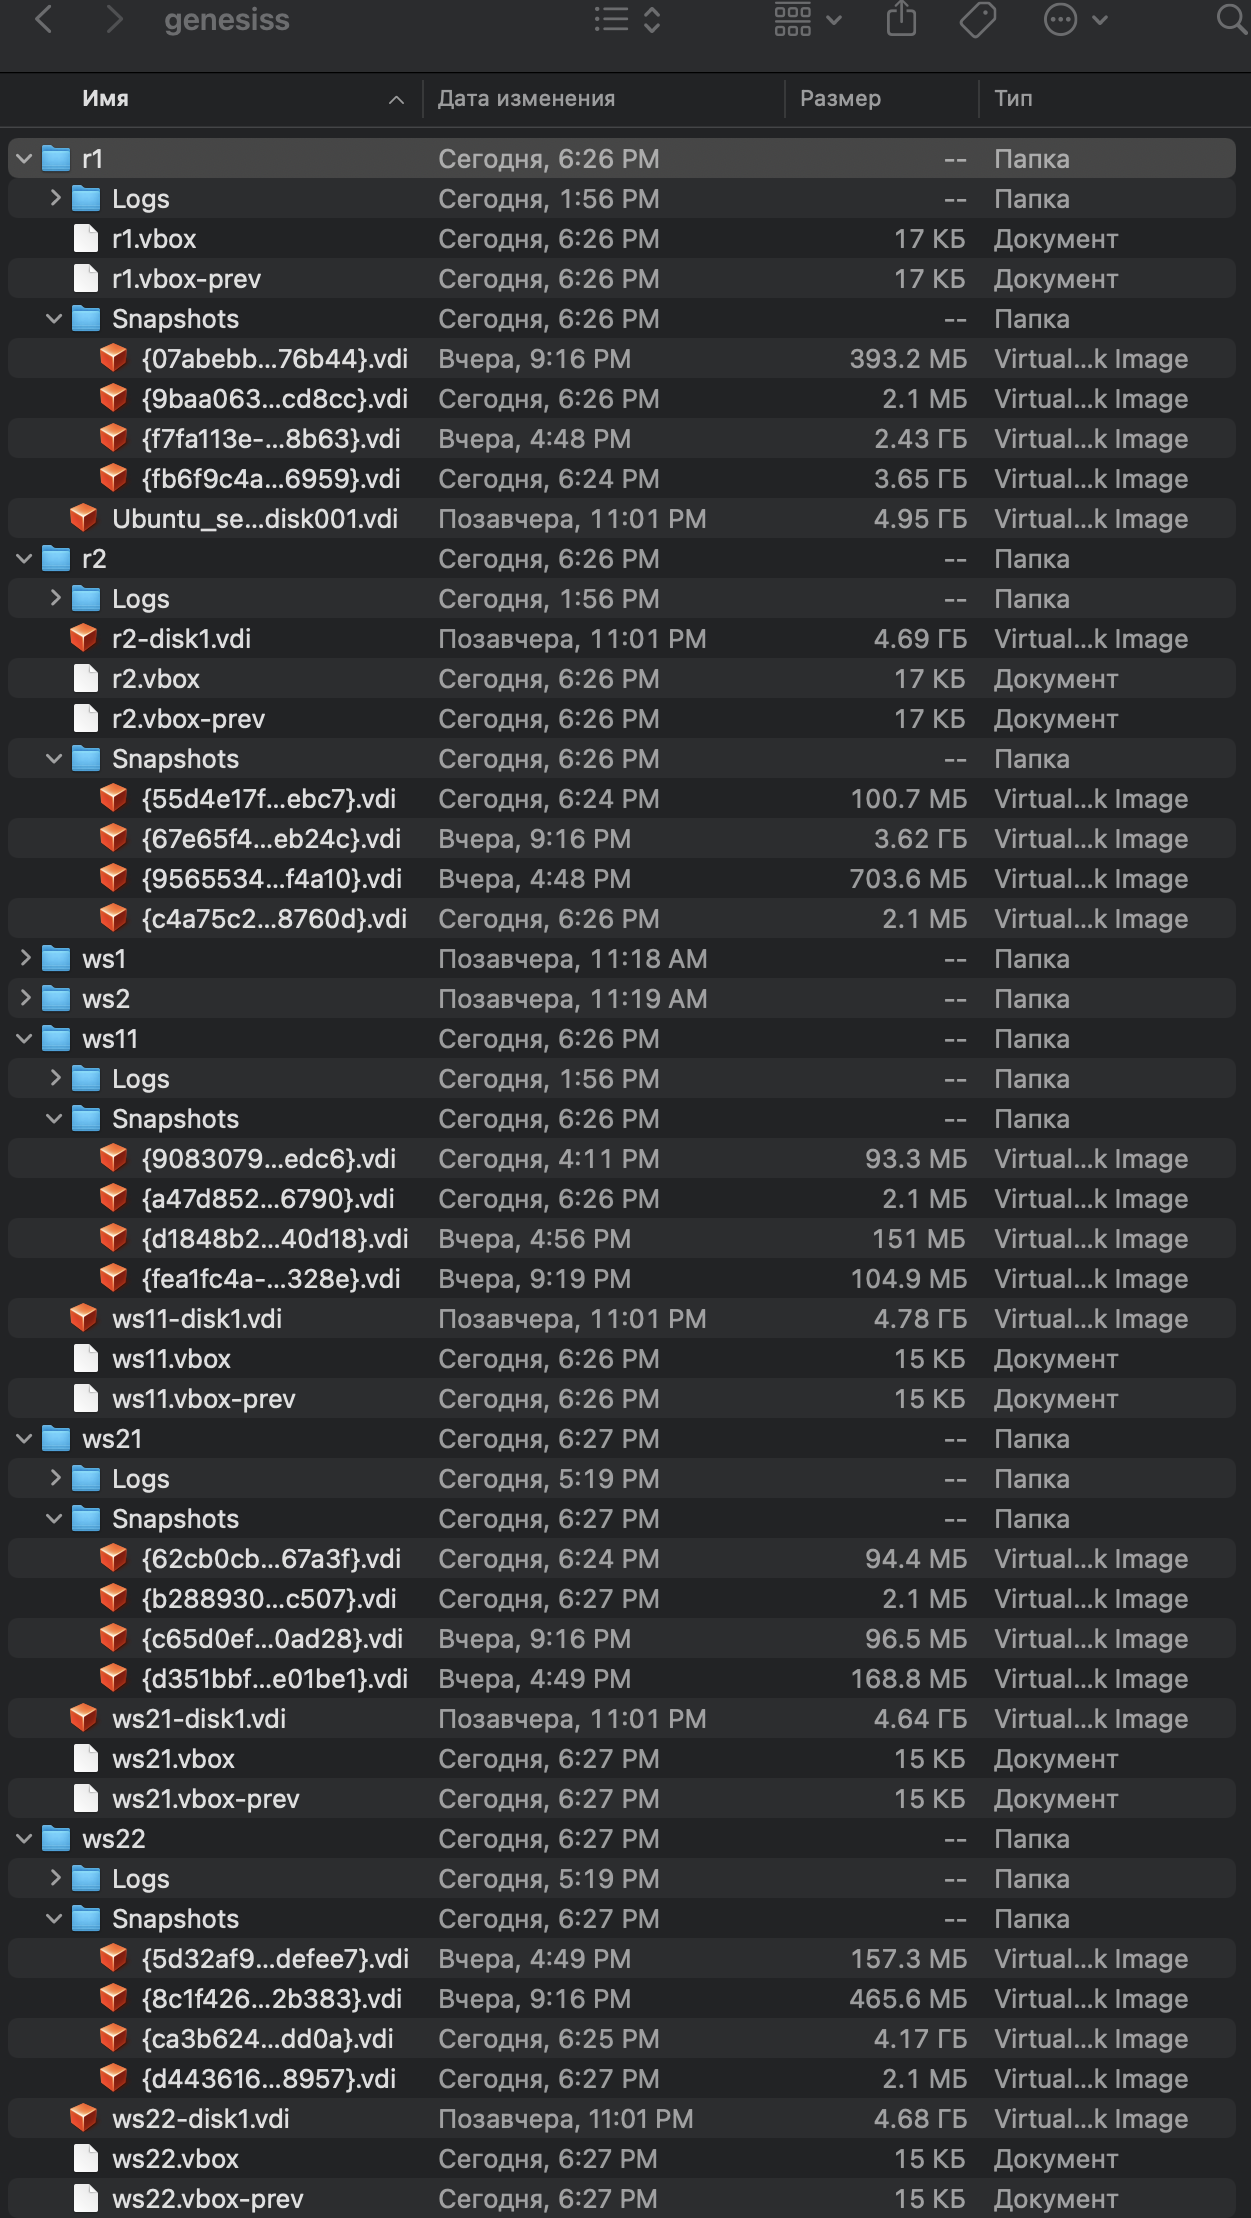 genesiss
Имя Дата изменения Размер Тип
r1 Сегодня, 6:26 PM -- Папка
Logs Сегодня, 1:56 PM -- Папка
r1.vbox Сегодня, 6:26 PM 17 КБ Документ
r1.vbox-prev Сегодня, 6:26 PM 17 КБ Документ
Snapshots Сегодня, 6:26 PM -- Папка
{07abebb...76b44}.vdi Вчера, 9:16 PM 393.2 МБ Virtual...k Image
{9baa063...cd8cc}.vdi Сегодня, 6:26 PM 2.1 МБ Virtual...k Image
{f7fa113e-...8b63}.vdi Вчера, 4:48 PM 2.43 ГБ Virtual...k Image
{fb6f9c4a...6959}.vdi Сегодня, 6:24 PM 3.65 ГБ Virtual...k Image
Ubuntu_se...disk001.vdi Позавчера, 11:01 PM 4.95 ГБ Virtual...k Image
r2 Сегодня, 6:26 PM -- Папка
Logs Сегодня, 1:56 PM -- Папка
r2-disk1.vdi Позавчера, 11:01 PM 4.69 ГБ Virtual...k Image
r2.vbox Сегодня, 6:26 PM 17 КБ Документ
r2.vbox-prev Сегодня, 6:26 PM 17 КБ Документ
Snapshots Сегодня, 6:26 PM -- Папка
{55d4e17f...ebc7}.vdi Сегодня, 6:24 PM 100.7 МБ Virtual...k Image
{67e65f4...eb24c}.vdi Вчера, 9:16 PM 3.62 ГБ Virtual...k Image
{9565534...f4a10}.vdi Вчера, 4:48 PM 703.6 МБ Virtual...k Image
{c4a75c2...8760d}.vdi Сегодня, 6:26 PM 2.1 МБ Virtual...k Image
ws1 Позавчера, 11:18 AM -- Папка
ws2 Позавчера, 11:19 AM -- Папка
ws11 Сегодня, 6:26 PM -- Папка
Logs Сегодня, 1:56 PM -- Папка
Snapshots Сегодня, 6:26 PM -- Папка
{9083079...edc6}.vdi Сегодня, 4:11 PM 93.3 МБ Virtual...k Image
{a47d852...6790}.vdi Сегодня, 6:26 PM 2.1 МБ Virtual...k Image
{d1848b2...40d18}.vdi Вчера, 4:56 PM 151 МБ Virtual...k Image
{fea1fc4a-...328e}.vdi Вчера, 9:19 PM 104.9 МБ Virtual...k Image
ws11-disk1.vdi Позавчера, 11:01 PM 4.78 ГБ Virtual...k Image
ws11.vbox Сегодня, 6:26 PM 15 КБ Документ
ws11.vbox-prev Сегодня, 6:26 PM 15 КБ Документ
ws21 Сегодня, 6:27 PM -- Папка
Logs Сегодня, 5:19 PM -- Папка
Snapshots Сегодня, 6:27 PM -- Папка
{62cb0cb...67a3f}.vdi Сегодня, 6:24 PM 94.4 МБ Virtual...k Image
{b288930...c507}.vdi Сегодня, 6:27 PM 2.1 МБ Virtual...k Image
{c65d0ef...0ad28}.vdi Вчера, 9:16 PM 96.5 МБ Virtual...k Image
{d351bbf...e01be1}.vdi Вчера, 4:49 PM 168.8 МБ Virtual...k Image
ws21-disk1.vdi Позавчера, 11:01 PM 4.64 ГБ Virtual...k Image
ws21.vbox Сегодня, 6:27 PM 15 КБ Документ
ws21.vbox-prev Сегодня, 6:27 PM 15 КБ Документ
ws22 Сегодня, 6:27 PM -- Папка
Logs Сегодня, 5:19 PM -- Папка
Snapshots Сегодня, 6:27 PM -- Папка
{5d32af9...defee7}.vdi Вчера, 4:49 PM 157.3 МБ Virtual...k Image
{8c1f426...2b383}.vdi Вчера, 9:16 PM 465.6 МБ Virtual...k Image
{ca3b624...dd0a}.vdi Сегодня, 6:25 PM 4.17 ГБ Virtual...k Image
{d443616...8957}.vdi Сегодня, 6:27 PM 2.1 МБ Virtual...k Image
ws22-disk1.vdi Позавчера, 11:01 PM 4.68 ГБ Virtual...k Image
ws22.vbox Сегодня, 6:27 PM 15 КБ Документ
ws22.vbox-prev Сегодня, 6:27 PM 15 КБ Документ